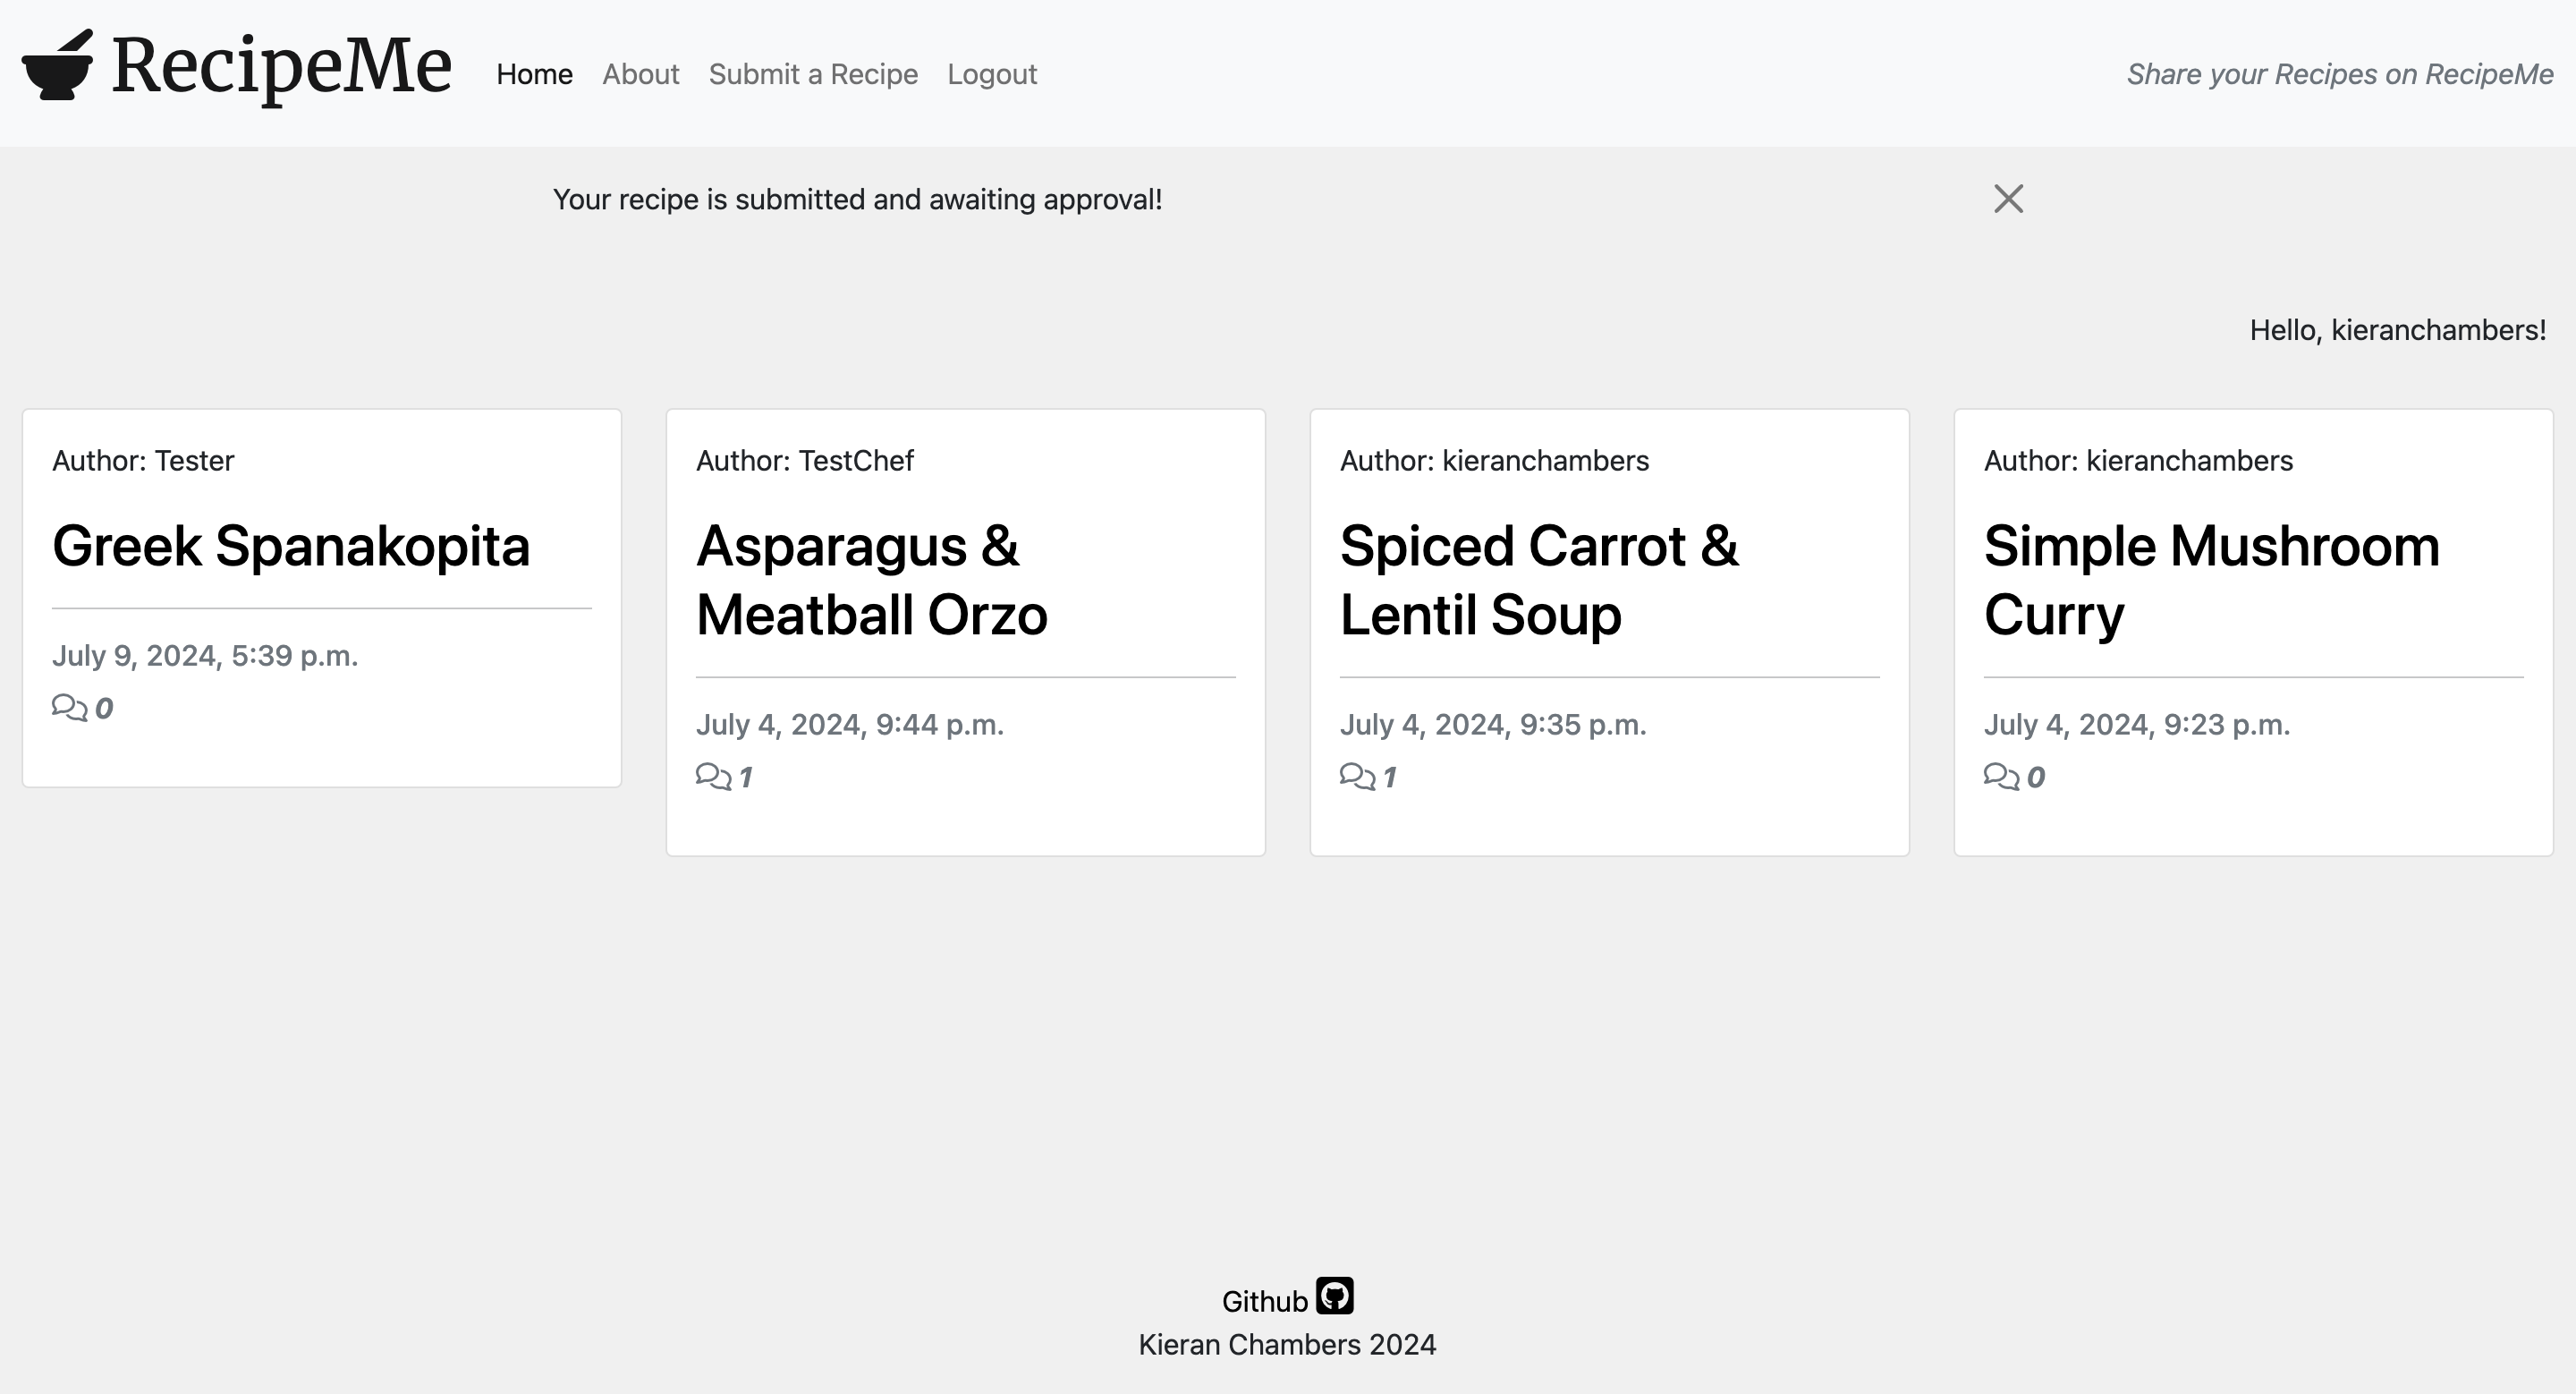 RecipeMe
Home About Submit a Recipe Logout
Share your Recipes on RecipeMe
Your recipe is submitted and awaiting approval!
Hello, kieranchambers!
Author: Tester
Greek Spanakopita
July 9, 2024, 5:39 p.m.
0
Author: TestChef
Asparagus &
Meatball Orzo
July 4, 2024, 9:44 p.m.
1
Author: kieranchambers
Spiced Carrot &
Lentil Soup
July 4, 2024, 9:35 p.m.
1
Author: kieranchambers
Simple Mushroom
Curry
July 4, 2024, 9:23 p.m.
0
Github
Kieran Chambers 2024